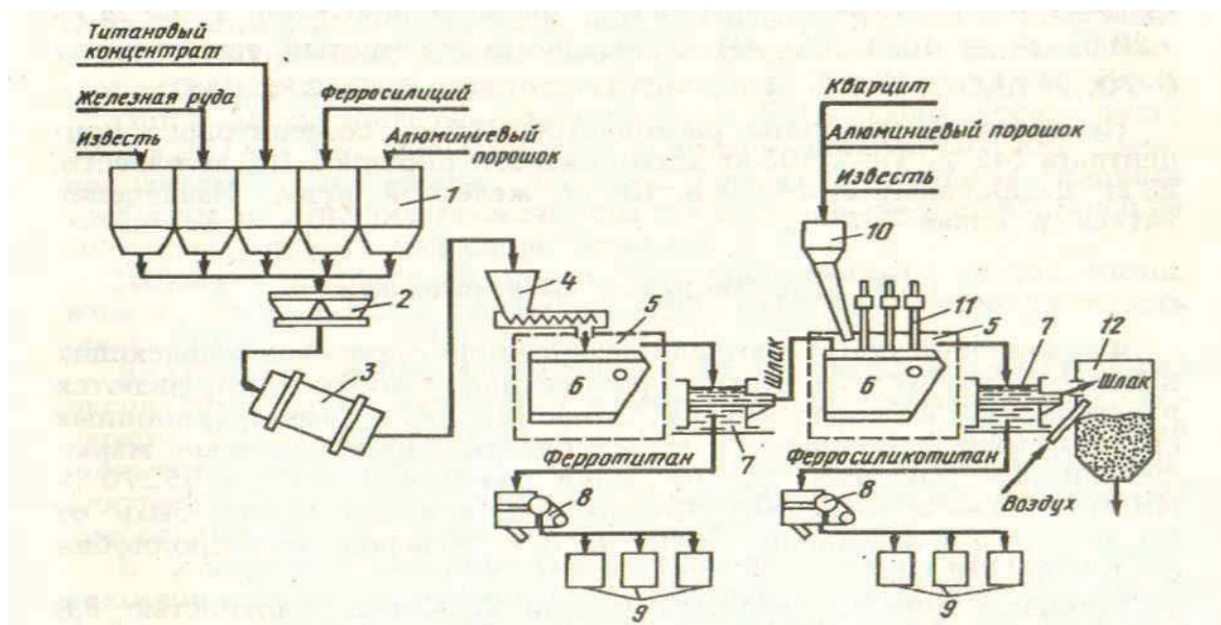 Титановый
концентрат
Железная руда
Ферросилиций
Известь
Алюминиевый
порошок
1
2
3
4
5
6
7
Шлак
Ферротитан
8
9
Кварцит
Алюминиевый порошок
Известь
10
11
5
6
7
12
Шлак
7
Ферросиликотитан
Воздух
8
9